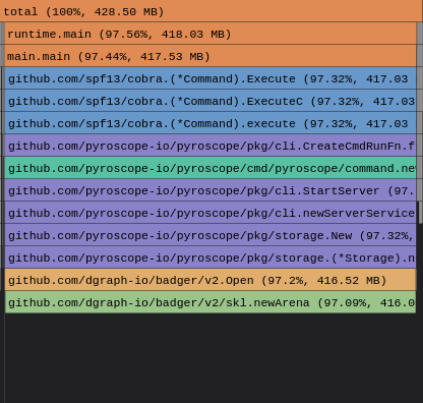 total (100%, 428.50 MB)
runtime.main (97.56%, 418.03 MB)
main.main (97.44%, 417.53 MB)
github.com/spf13/cobra.(*Command).Execute (97.32%, 417.03
github.com/spf13/cobra.(*Command).ExecuteC (97.32%, 417.03
github.com/spf13/cobra.(*Command).execute (97.32%, 417.03
github.com/pyroscope-io/pyroscope/pkg/cli.CreateCmdRunFn.f
github.com/pyroscope-io/pyroscope/cmd/pyroscope/command.ne
github.com/pyroscope-io/pyroscope/pkg/cli.StartServer (97.
github.com/pyroscope-io/pyroscope/pkg/cli.newServerService
github.com/pyroscope-io/pyroscope/pkg/storage.New (97.32%,
github.com/pyroscope-io/pyroscope/pkg/storage.(*Storage).n
github.com/dgraph-io/badger/v2.Open (97.2%, 416.52 MB)
github.com/dgraph-io/badger/v2/skl.newArena (97.09%, 416.0